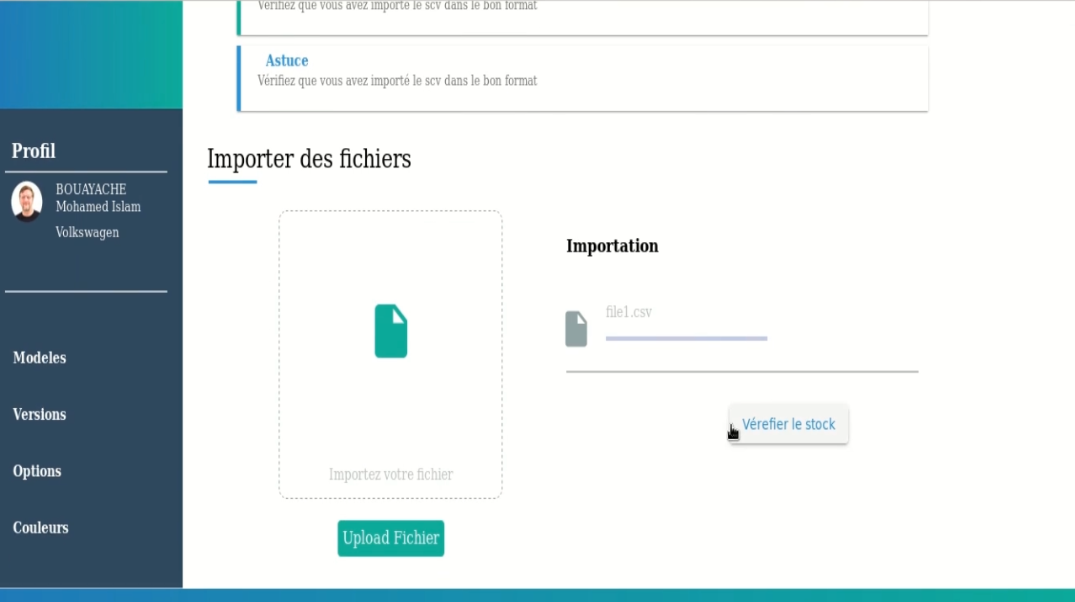 Vérifiez que vous avez importé le scv dans le bon format
Astuce
Vérifiez que vous avez importé le scv dans le bon format
Profil
BOUAYACHE
Mohamed Islam
Volkswagen
Modeles
Versions
Options
Couleurs
Importer des fichiers
Importez votre fichier
Upload Fichier
Importation
file1.csv
Vérefier le stock